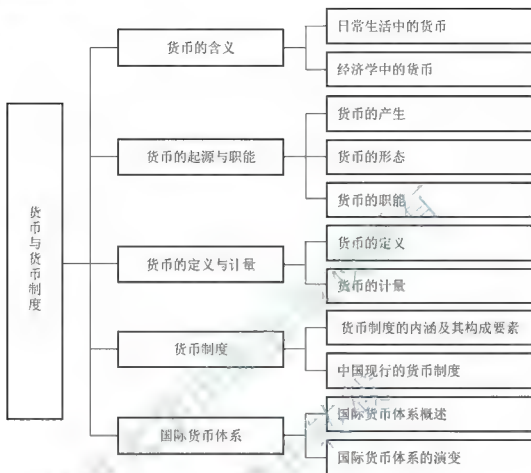 货币与货币制度
货币的含义
日常生活中的货币
经济学中的货币
货币的起源与职能
货币的产生
货币的形态
货币的职能
货币的定义与计量
货币的定义
货币的计量
货币制度
货币制度的内涵及其构成要素
中国现行的货币制度
国际货币体系
国际货币体系概述
国际货币体系的演变